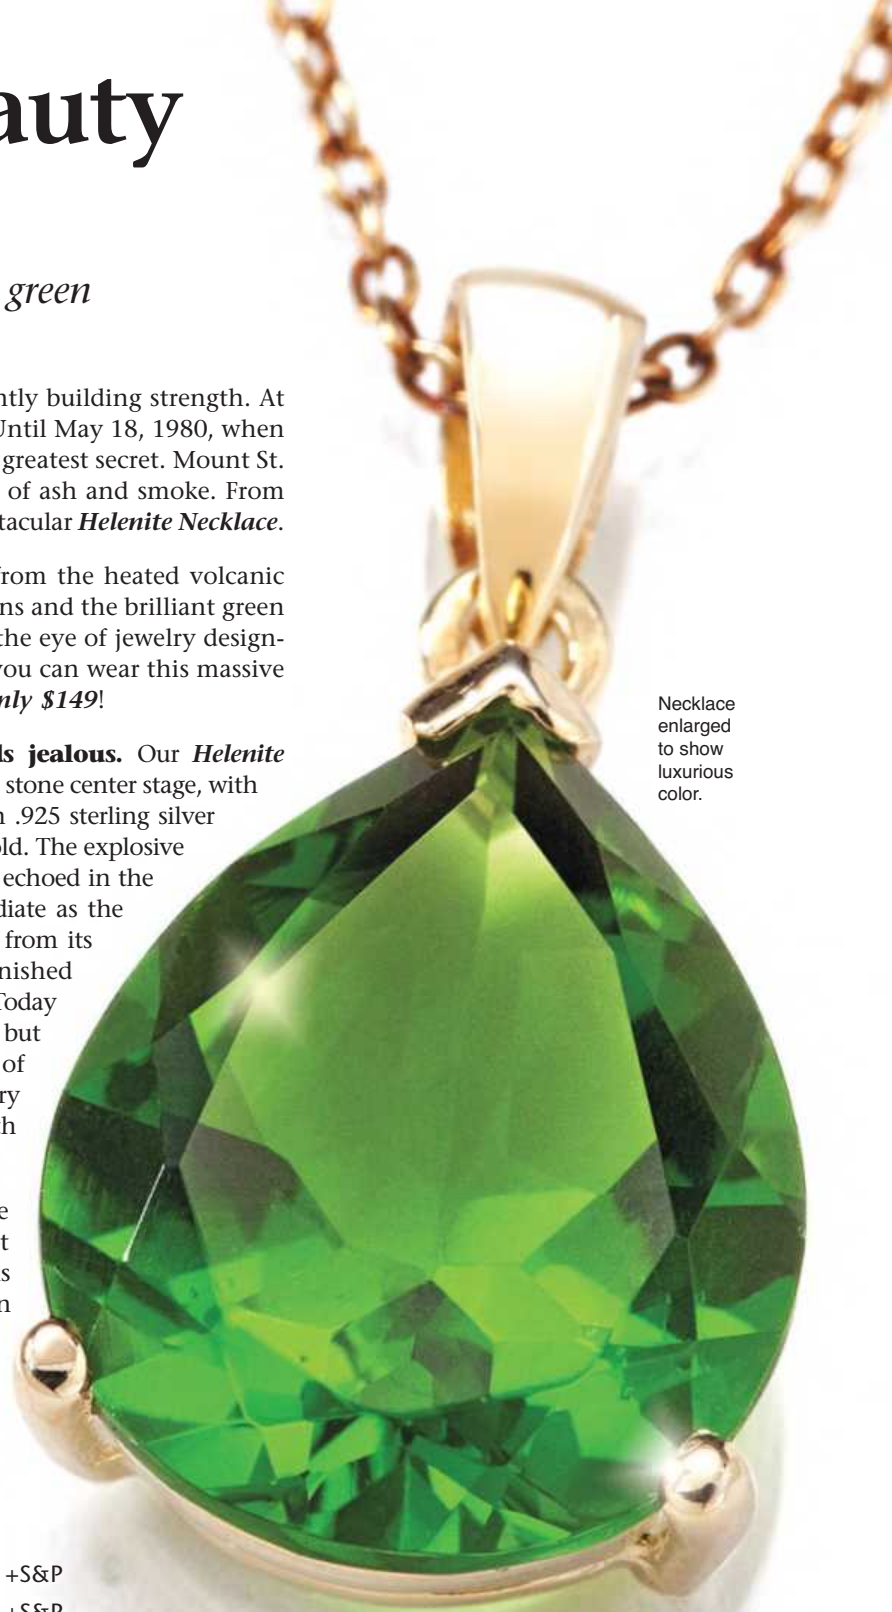 auty
green
ntly building strength. At
Until May 18, 1980, when
greatest secret. Mount St.
of ash and smoke. From
tacular Helenite Necklace.
from the heated volcanic
ns and the brilliant green
the eye of jewelry design-
you can wear this massive
nly $149!
ls jealous. Our Helenite
stone center stage, with
.925 sterling silver
old. The explosive
echoed in the
diate as the
from its
nished
Today
but
of
ry
th
e
t
s
n
Necklace
enlarged
to show
luxurious
color.
+S&P
+S&P